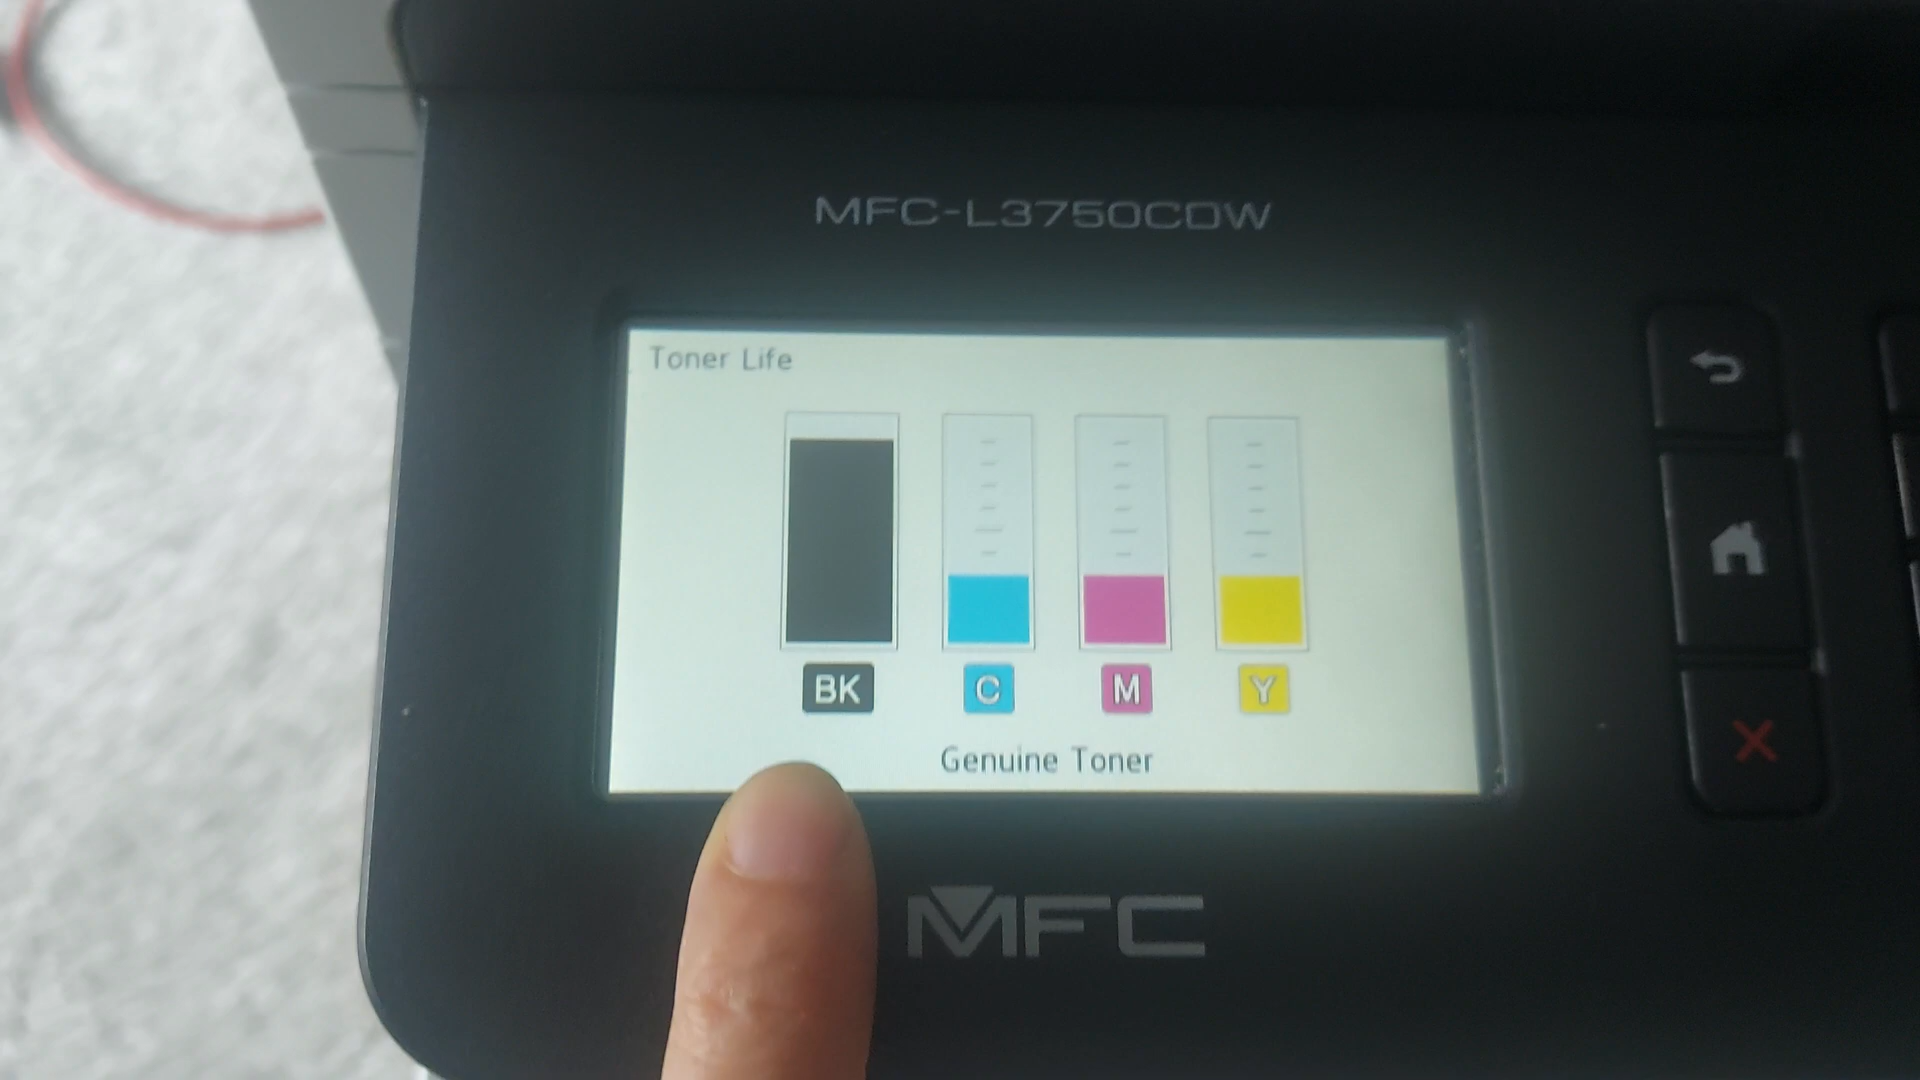 MFC-L3750CDW
Toner Life
BK C M Y
Genuine Toner
MFC